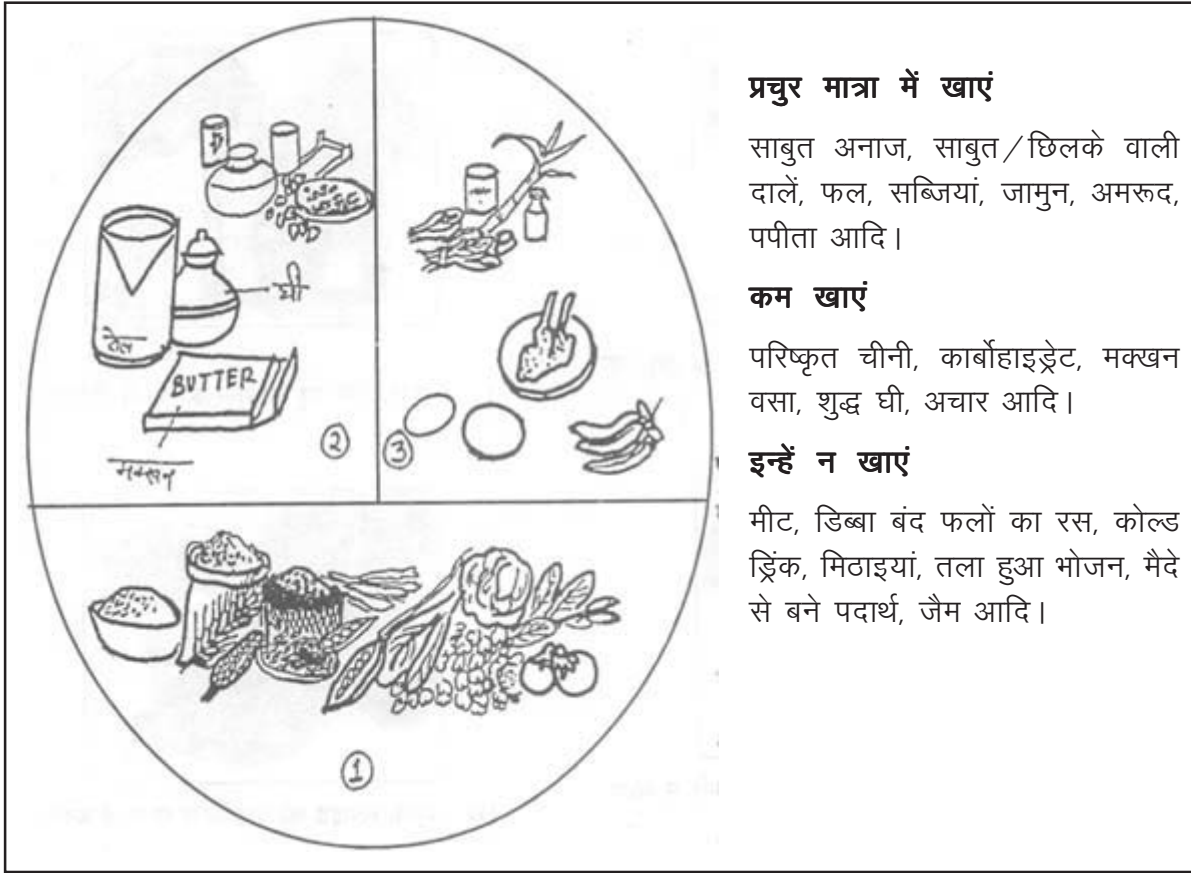 घी
तेल
BUTTER
मक्खन
2
3
1
प्रचुर मात्रा में खाएं
साबुत अनाज, साबुत/छिलके वाली
दालें, फल, सब्जियां, जामुन, अमरूद,
पपीता आदि।
कम खाएं
परिष्कृत चीनी, कार्बोहाइड्रेट, मक्खन
वसा, शुद्ध घी, अचार आदि।
इन्हें न खाएं
मीट, डिब्बा बंद फलों का रस, कोल्ड
ड्रिंक, मिठाइयां, तला हुआ भोजन, मैदे
से बने पदार्थ, जैम आदि।